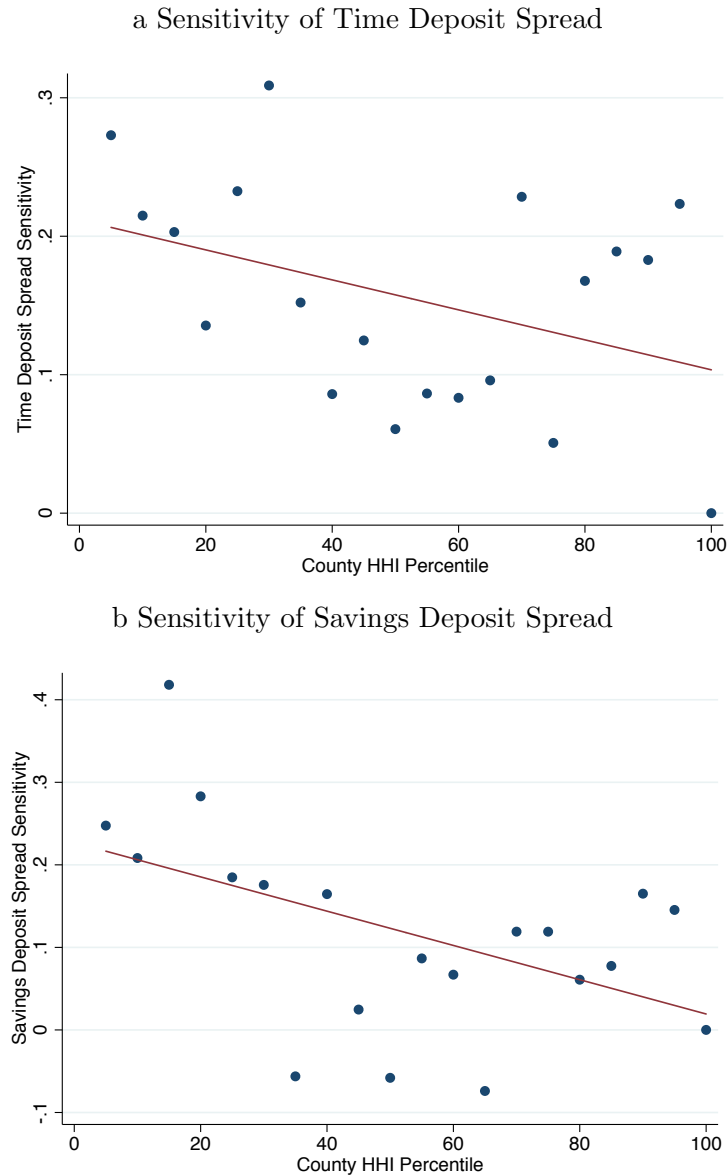 a Sensitivity of Time Deposit Spread
Time Deposit Spread Sensitivity
.3
.2
.1
0
0 20 40 60 80 100
County HHI Percentile
b Sensitivity of Savings Deposit Spread
Savings Deposit Spread Sensitivity
.4
.3
.2
.1
0
-.1
0 20 40 60 80 100
County HHI Percentile